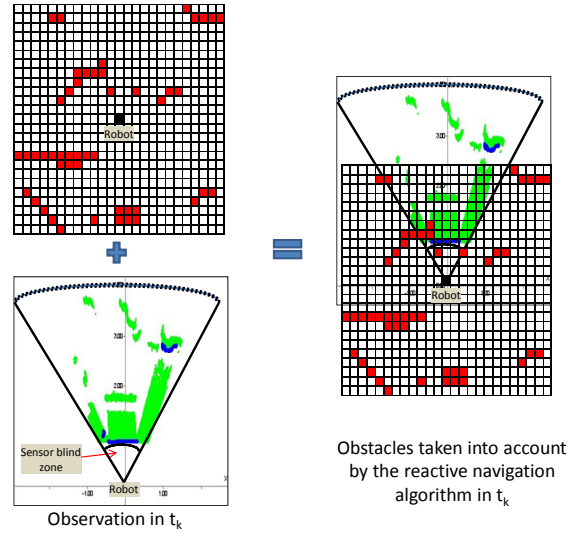 Robot
Sensor blind
zone
Robot
X
Observation in tₖ
Robot
Obstacles taken into account
by the reactive navigation
algorithm in tₖ